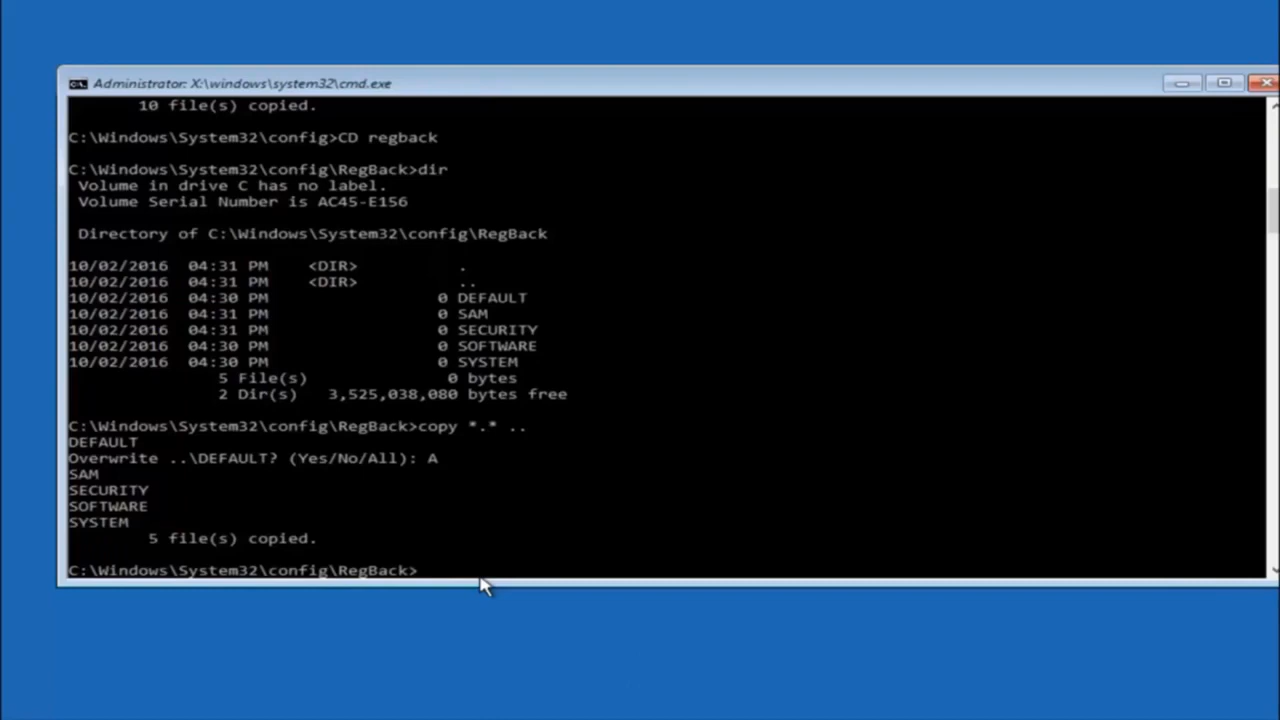 Administrator: X:\windows\system32\cmd.exe
10 file(s) copied.
C:\Windows\System32\config>CD regback
C:\Windows\System32\config\RegBack>dir
Volume in drive C has no label.
Volume Serial Number is AC45-E156
Directory of C:\Windows\System32\config\RegBack
10/02/2016 04:31 PM <DIR> .
10/02/2016 04:31 PM <DIR> ..
10/02/2016 04:30 PM 0 DEFAULT
10/02/2016 04:31 PM 0 SAM
10/02/2016 04:31 PM 0 SECURITY
10/02/2016 04:30 PM 0 SOFTWARE
10/02/2016 04:30 PM 0 SYSTEM
5 File(s) 0 bytes
2 Dir(s) 3,525,038,080 bytes free
C:\Windows\System32\config\RegBack>copy *.* ..
DEFAULT
Overwrite ..\DEFAULT? (Yes/No/All): A
SAM
SECURITY
SOFTWARE
SYSTEM
5 file(s) copied.
C:\Windows\System32\config\RegBack>